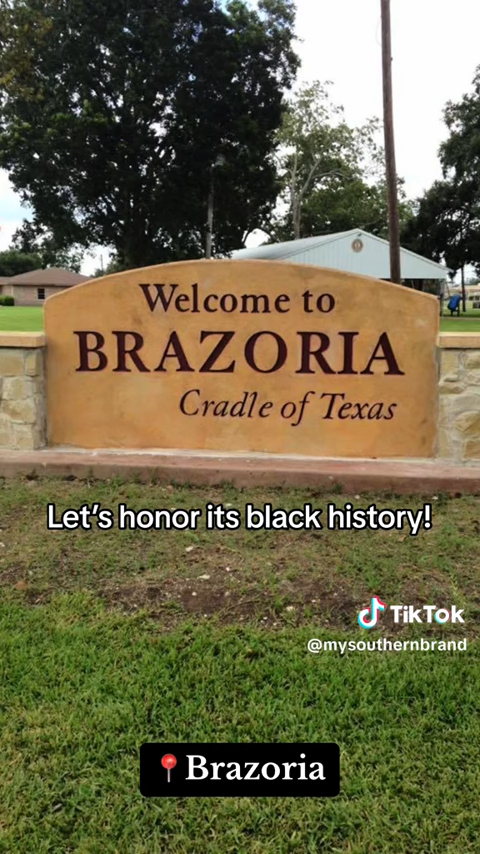 Welcome to
BRAZORIA
Cradle of Texas
Let's honor its black history!
TikTok
@mysouthernbrand
📍Brazoria